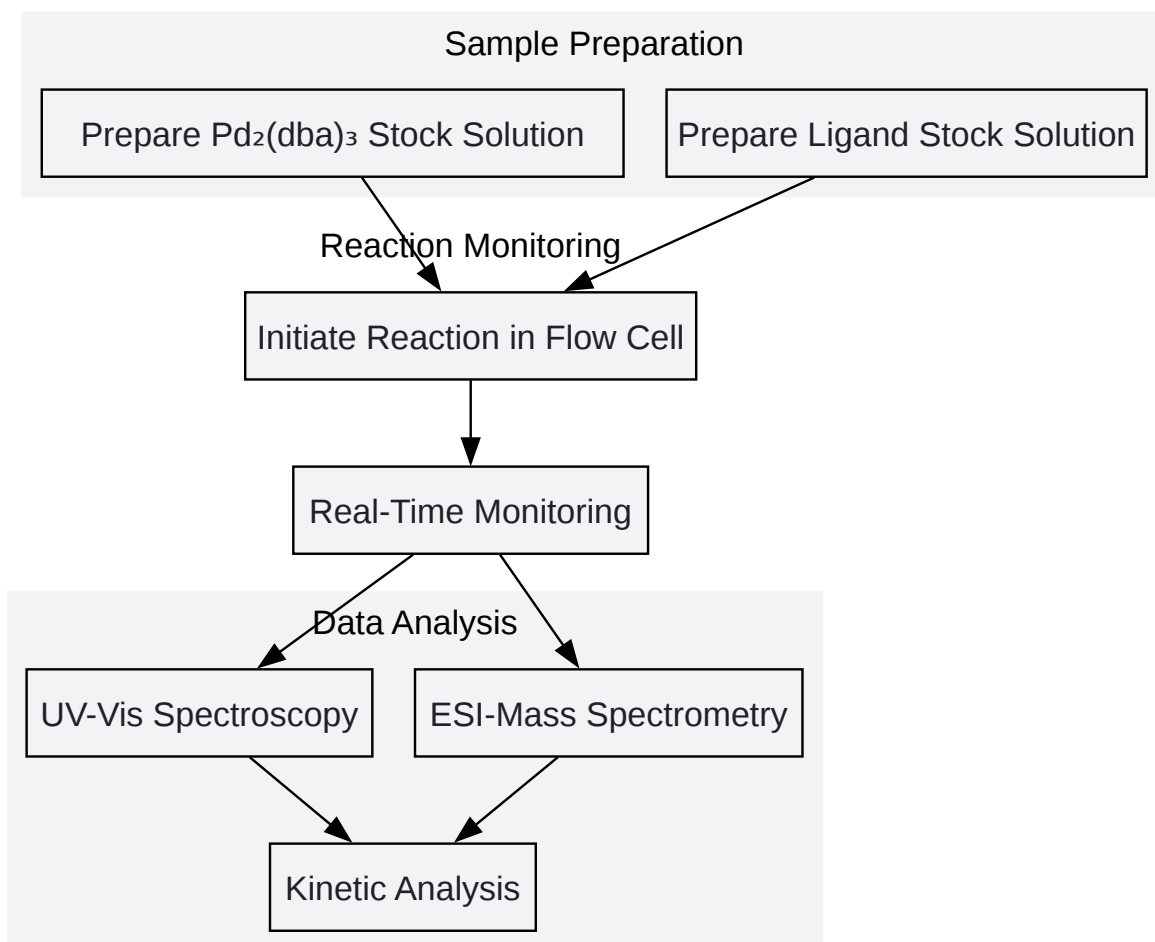 Sample Preparation
Prepare Pd₂(dba)₃ Stock Solution
Prepare Ligand Stock Solution
Reaction Monitoring
Initiate Reaction in Flow Cell
Real-Time Monitoring
Data Analysis
UV-Vis Spectroscopy
ESI-Mass Spectrometry
Kinetic Analysis